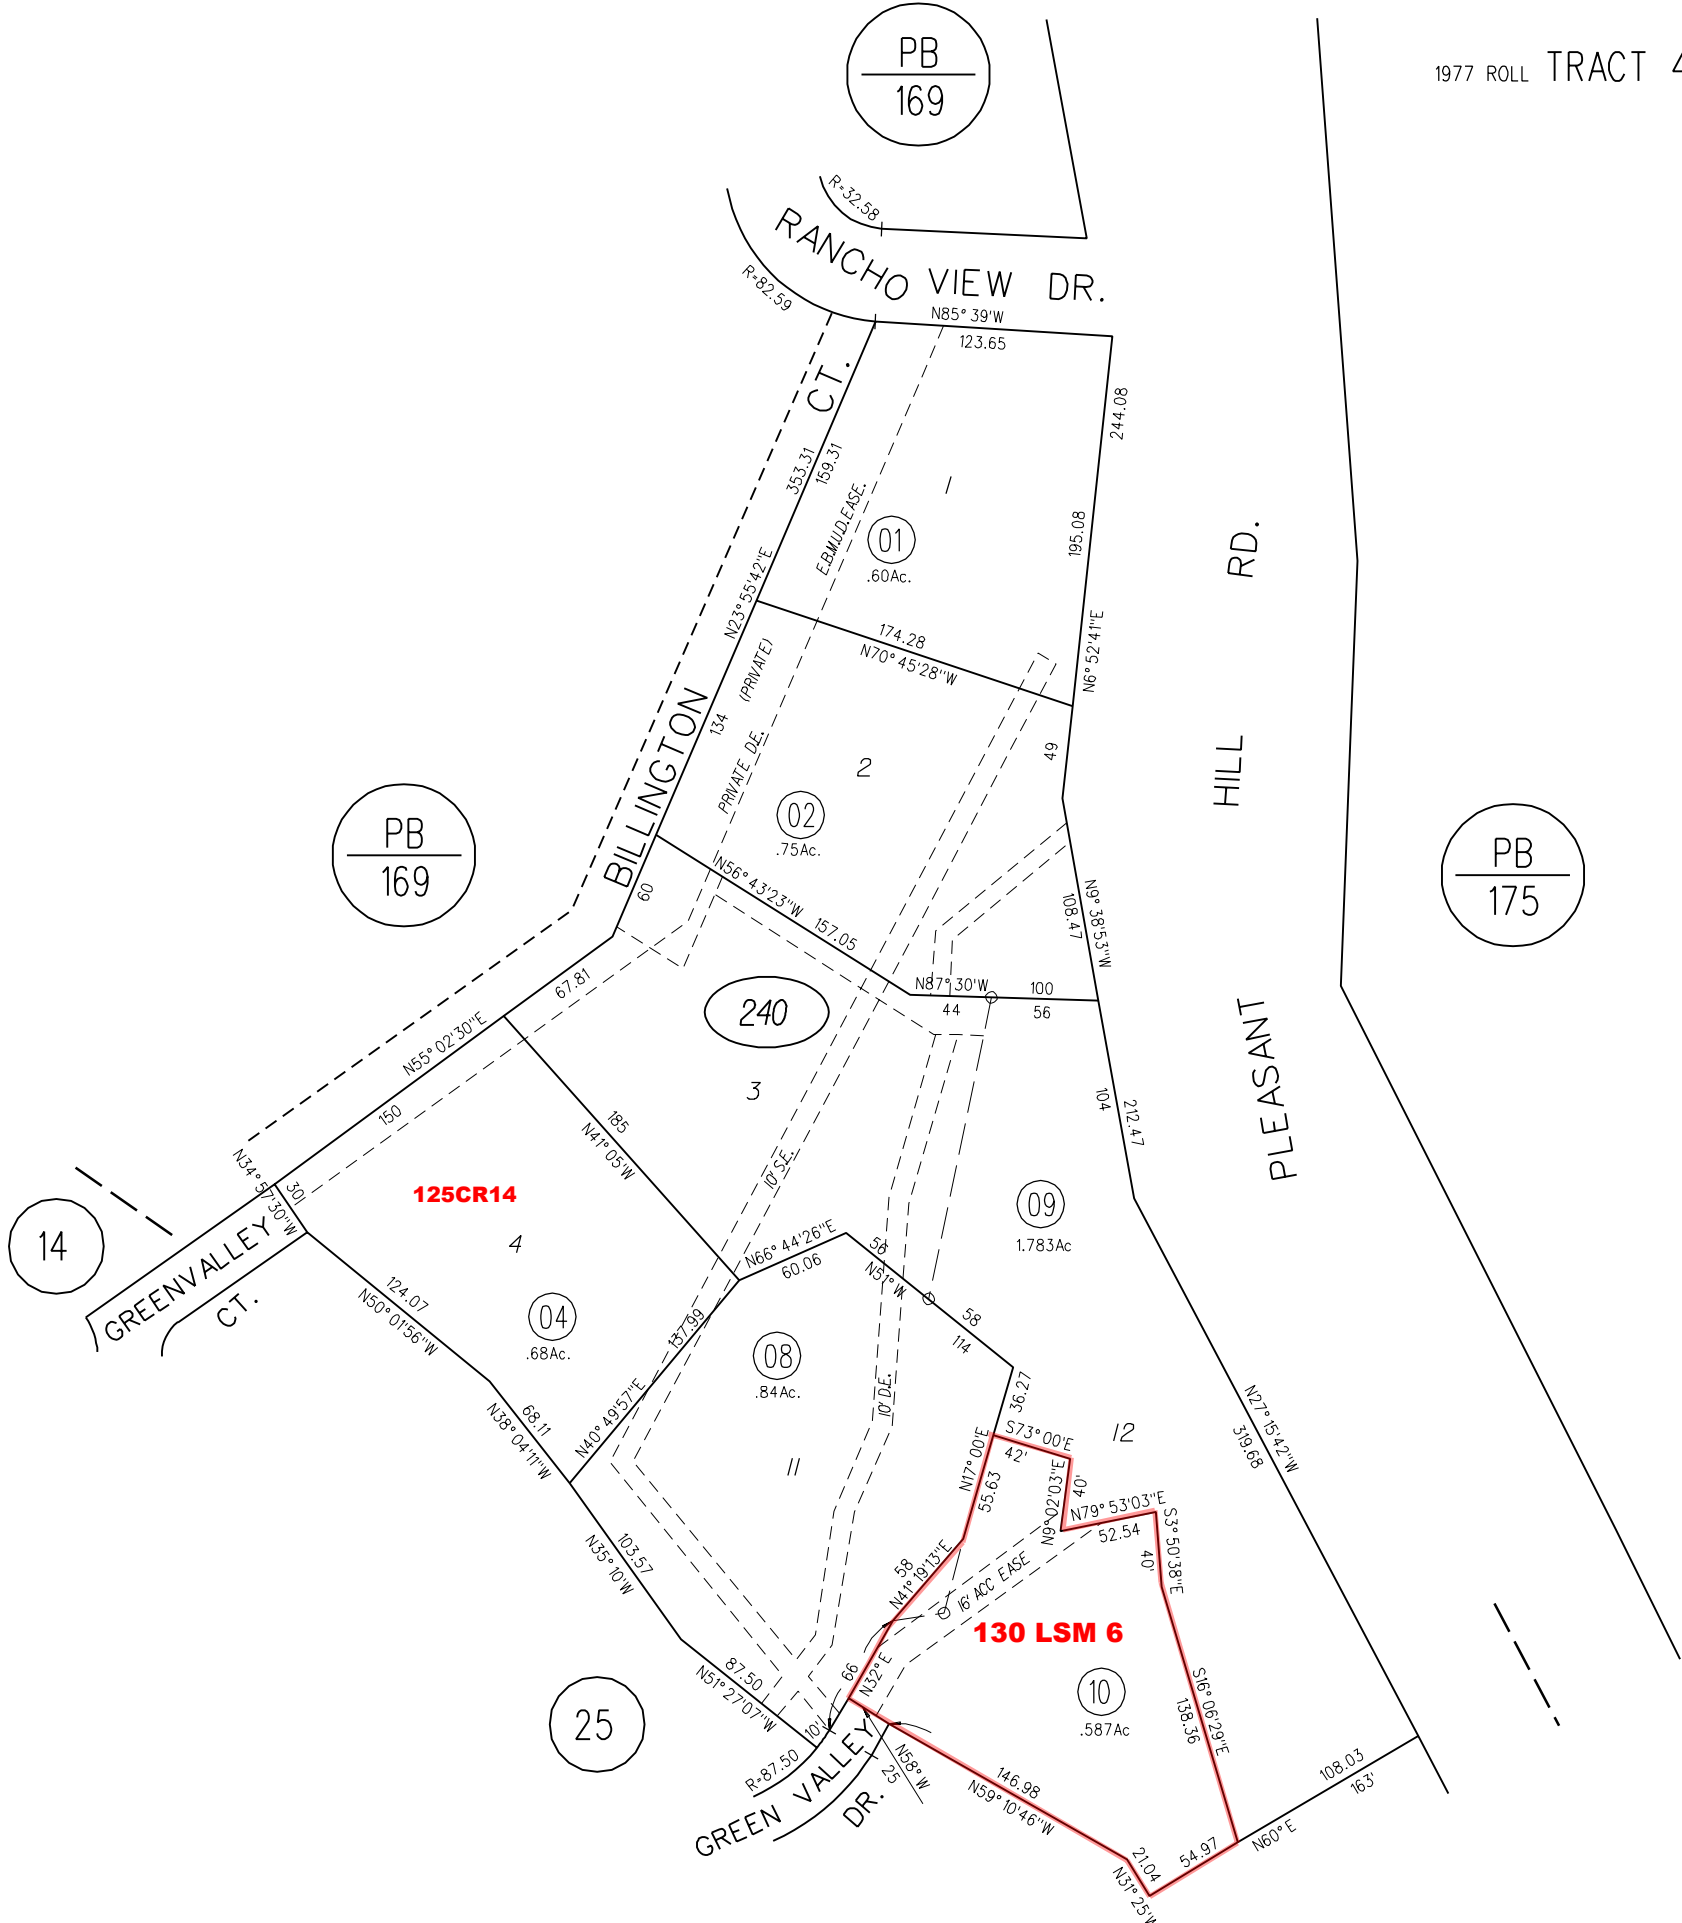 PB
169
1977 ROLL TRACT 4
R=32.58
RANCHO VIEW DR.
R=82.59
N85°39'W
123.65
CT.
244.08
353.31
159.31
1
E.B.M.U.D.EASE.
195.08
01
.60Ac.
RD.
N23°55'42"E
174.28
N70°45'28"W
N6°52'41"E
(PRIVATE)
134
BILLINGTON
PRIVATE D.E.
49
2
HILL
02
.75Ac.
PB
169
PB
175
60
N56°43'23"W
157.05
N9°38'53"W
108.47
67.81
N87°30'W
100
44
56
240
N55°02'30"E
PLEASANT
3
150
185
N41°05'W
104
212.47
N34°57'30"W
30
125CR14
10' S.E.
09
1.783Ac
14
4
N66°44'26"E
60.06
56
N51°W
GREENVALLEY
CT.
124.07
N50°01'56"W
04
.68Ac.
137.99
58
114
08
.84Ac.
36.27
10' D.E.
N40°49'57"E
68.11
N38°04'11"W
S73°00'E
42'
12
N27°15'42"W
319.68
11
N17°00'E
55.63
N9°02'03"E
40'
N79°53'03"E
52.54
S3°50'38"E
40'
103.57
N35°10'W
58
N41°19'13"E
16' ACC EASE
130 LSM 6
66
N32°E
87.50
N51°27'07"W
10
.587Ac
S16°06'29"E
138.36
25
10'
R=87.50
GREEN VALLEY
DR.
25
N58°W
146.98
N59°10'46"W
108.03
163'
N60°E
54.97
21.04
N31°25'W